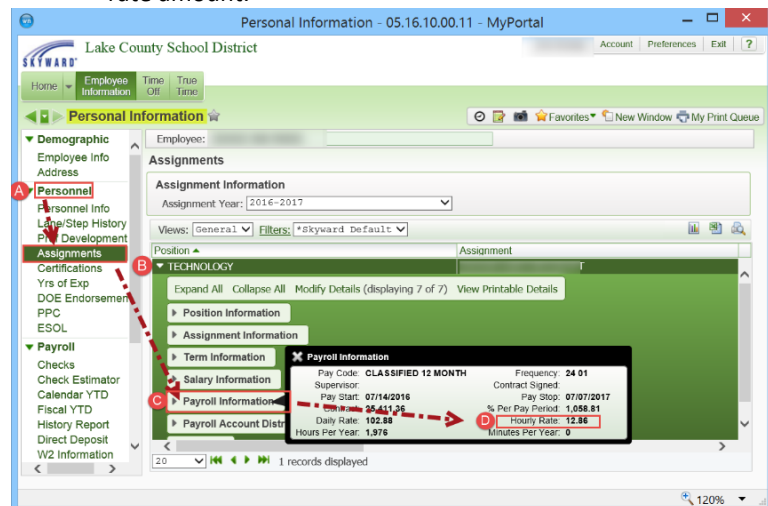 rate amount.
Personal Information - 05.16.10.00.11 - MyPortal
SKYWARD
Lake County School District
Account Preferences Exit ?
Home Employee Information Time Off True Time
Personal Information
Favorites New Window My Print Queue
Demographic
Employee Info
Address
A Personnel
Personnel Info
Lane/Step History
Development
Assignments
Certifications
Yrs of Exp
DOE Endorsemen
PPC
ESOL
Payroll
Checks
Check Estimator
Calendar YTD
Fiscal YTD
History Report
Direct Deposit
W2 Information
Employee:
Assignments
Assignment Information
Assignment Year: 2016-2017
Views: General Filters: *Skyward Default
Position Assignment
B TECHNOLOGY T
Expand All Collapse All Modify Details (displaying 7 of 7) View Printable Details
Position Information
Assignment Information
Term Information
Salary Information
C Payroll Information
Payroll Account Distr
Payroll Information
Pay Code: CLASSIFIED 12 MONTH Frequency: 24 01
Supervisor: Contract Signed:
Pay Start: 07/14/2016 Pay Stop: 07/07/2017
Contract: 25,411.36 % Per Pay Period: 1,058.81
Daily Rate: 102.88 D Hourly Rate: 12.86
Hours Per Year: 1,976 Minutes Per Year: 0
20 1 records displayed
120%